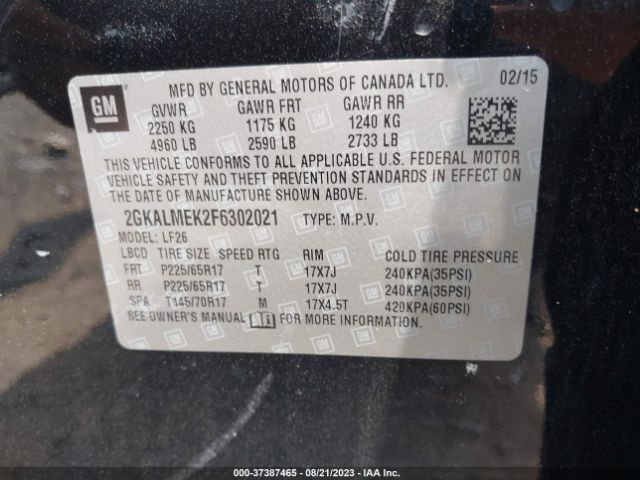 GM
MFD BY GENERAL MOTORS OF CANADA LTD. 02/15
GVWR GAWR FRT GAWR RR
2250 KG 1175 KG 1240 KG
4960 LB 2590 LB 2733 LB
THIS VEHICLE CONFORMS TO ALL APPLICABLE U.S. FEDERAL MOTOR
VEHICLE SAFETY AND THEFT PREVENTION STANDARDS IN EFFECT
ON THE DATE OF MANUFACTURE SHOWN ABOVE.
2GKALMEK2F6302021 TYPE: M.P.V.
MODEL: LF26
LBCD TIRE SIZE SPEED RTG RIM COLD TIRE PRESSURE
FRT P225/65R17 T 17X7J 240KPA(35PSI)
RR P225/65R17 T 17X7J 240KPA(35PSI)
SPA T145/70R17 M 17X4.5T 420KPA(60PSI)
SEE OWNER'S MANUAL FOR MORE INFORMATION.
000-37387465 - 08/21/2023 - IAA Inc.